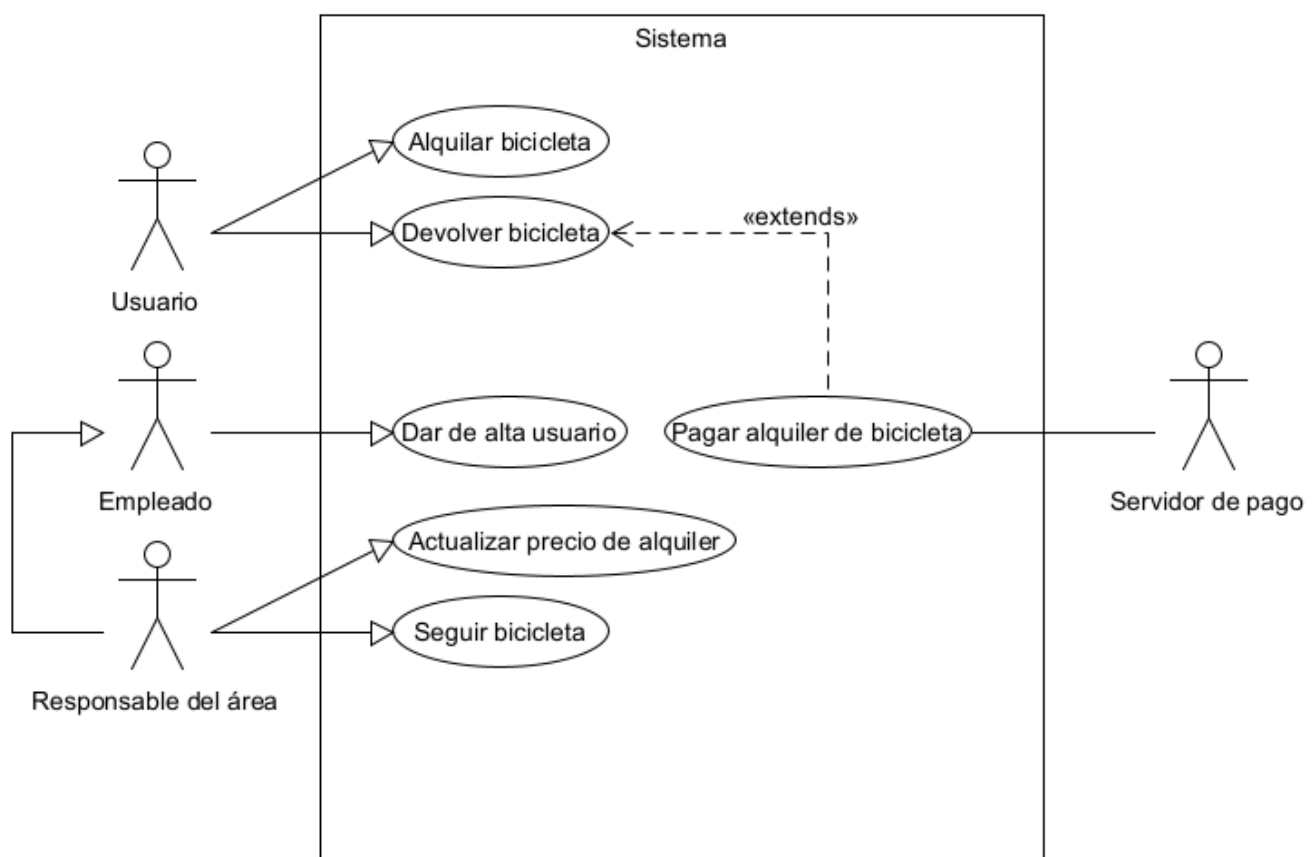 Sistema
Alquilar bicicleta
Devolver bicicleta
«extends»
Usuario
Dar de alta usuario
Pagar alquiler de bicicleta
Empleado
Servidor de pago
Actualizar precio de alquiler
Seguir bicicleta
Responsable del área